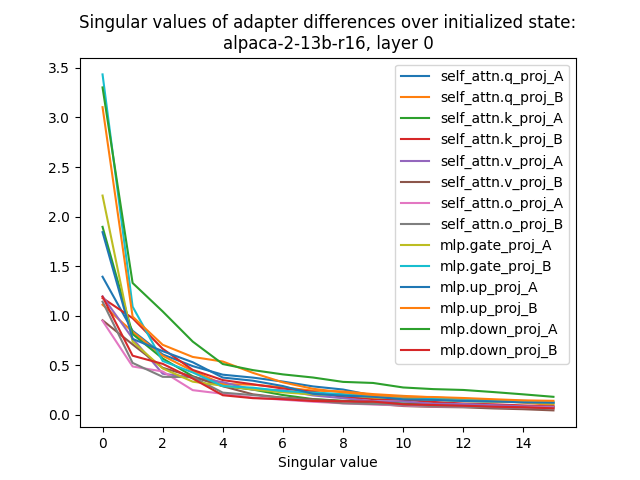 Singular values of adapter differences over initialized state:
alpaca-2-13b-r16, layer 0
3.5
3.0
2.5
2.0
1.5
1.0
0.5
0.0
self_attn.q_proj_A
self_attn.q_proj_B
self_attn.k_proj_A
self_attn.k_proj_B
self_attn.v_proj_A
self_attn.v_proj_B
self_attn.o_proj_A
self_attn.o_proj_B
mlp.gate_proj_A
mlp.gate_proj_B
mlp.up_proj_A
mlp.up_proj_B
mlp.down_proj_A
mlp.down_proj_B
0 2 4 6 8 10 12 14
Singular value